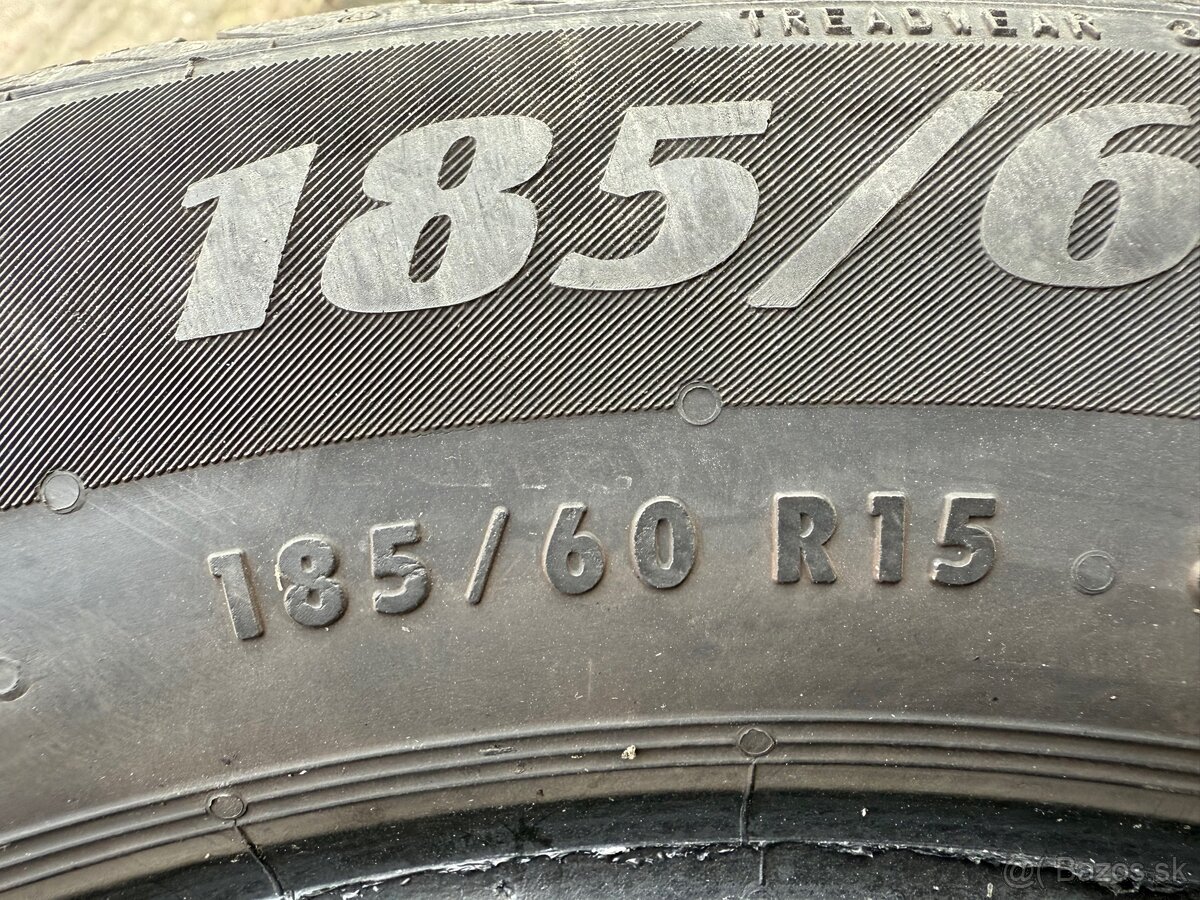 TREADWEAR
185/6
185/60 R15
@( Bazos.sk